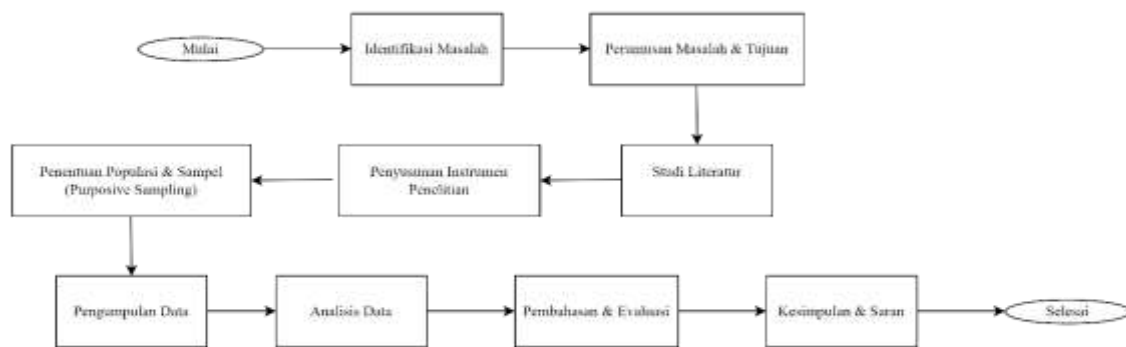 Mulai
Identifikasi Masalah
Perumusan Masalah & Tujuan
Studi Literatur
Penyusunan Instrumen
Penelitian
Penentuan Populasi & Sampel
(Purposive Sampling)
Pengumpulan Data
Analisis Data
Pembahasan & Evaluasi
Kesimpulan & Saran
Selesai